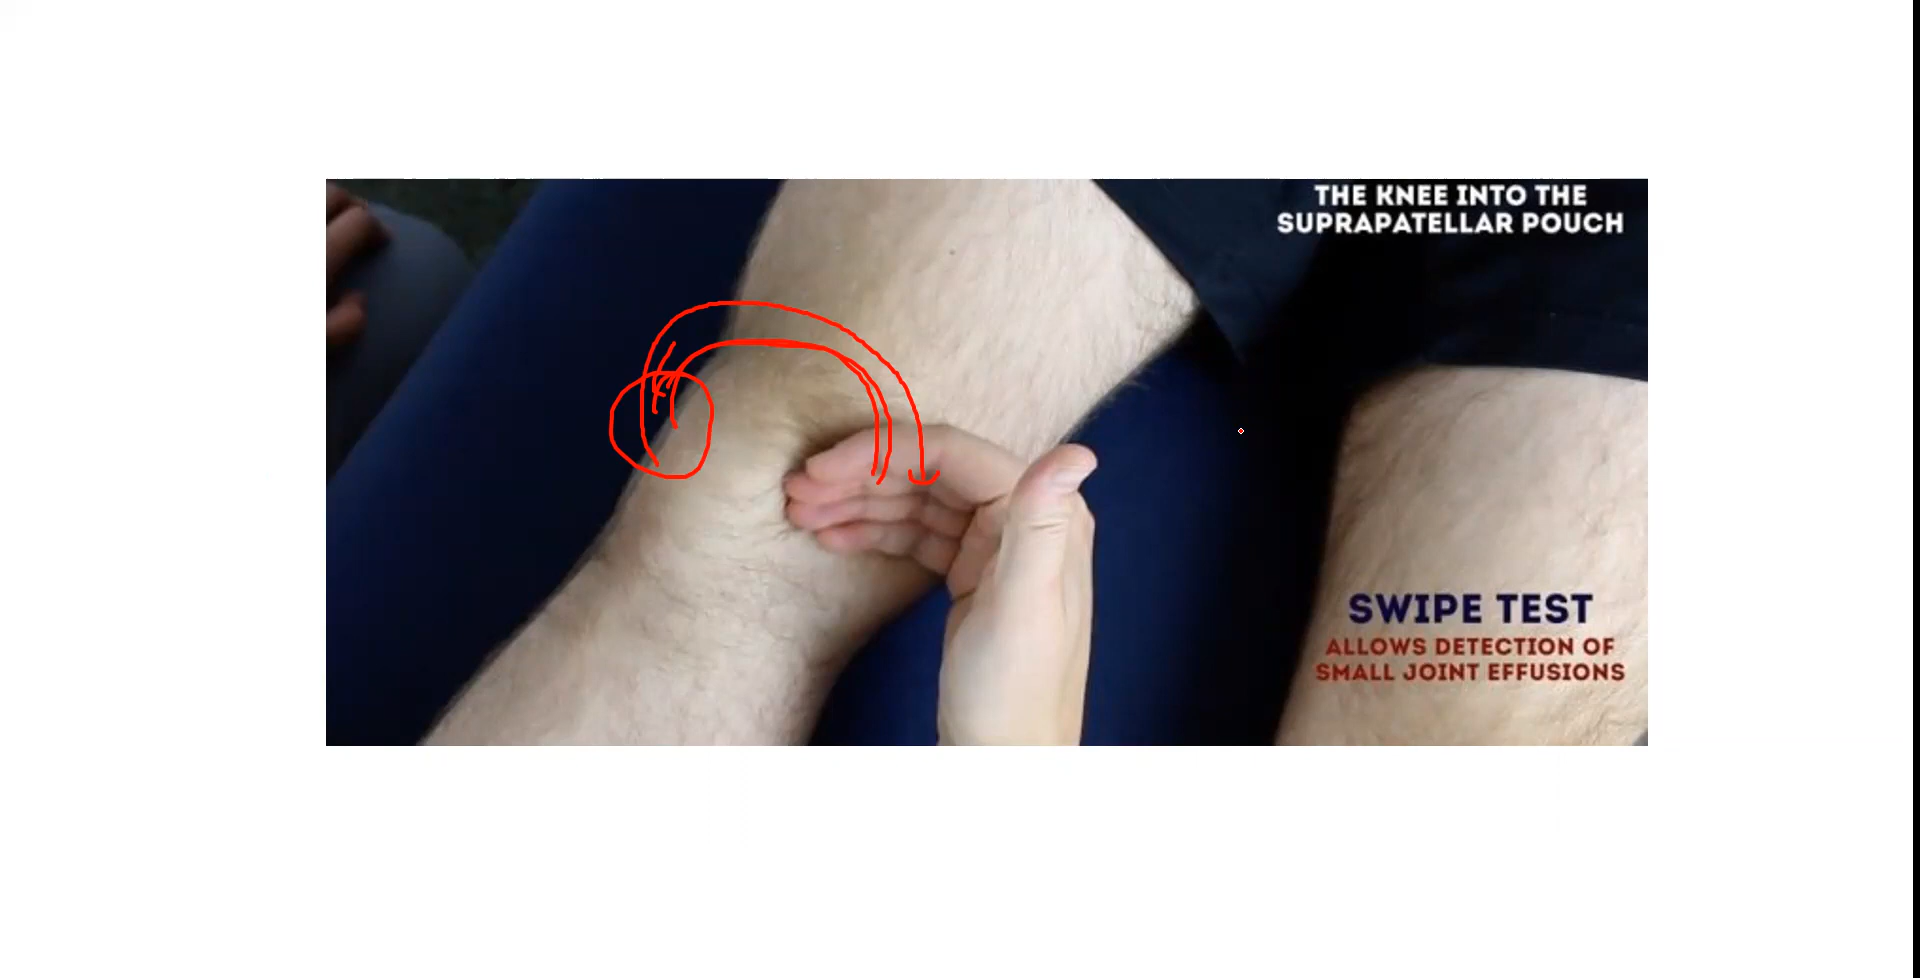 THE KNEE INTO THE
SUPRAPATELLAR POUCH
SWIPE TEST
ALLOWS DETECTION OF
SMALL JOINT EFFUSIONS